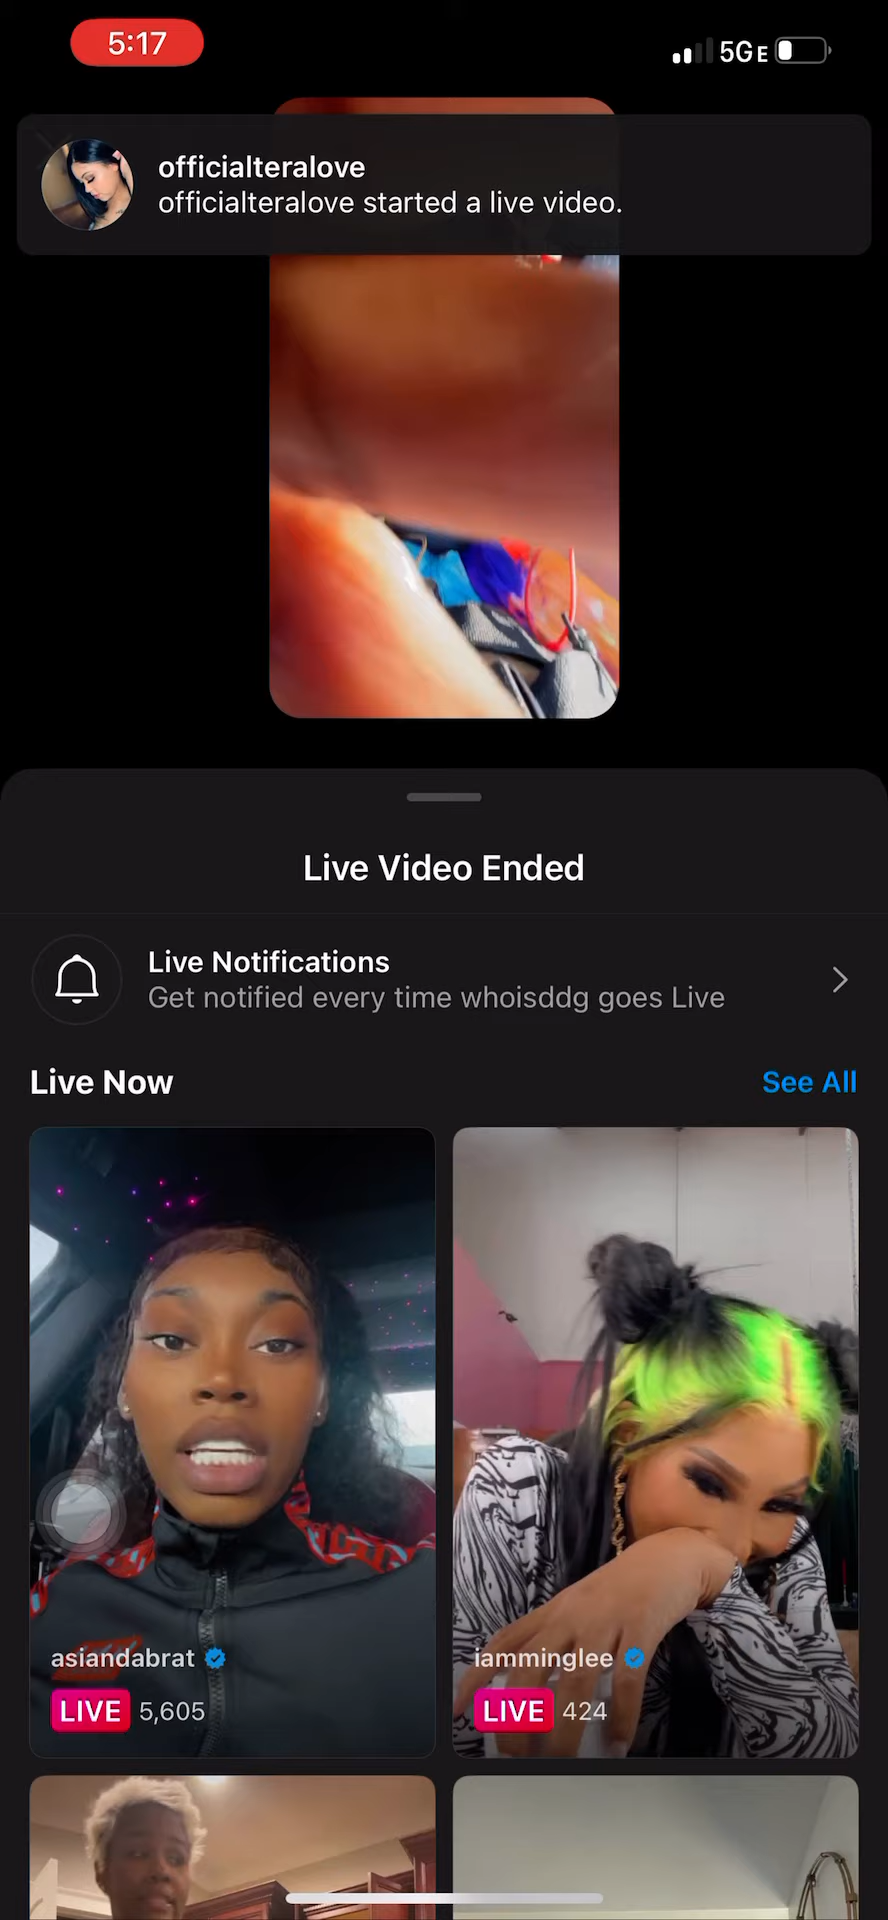 5:17
5G E
officialteralove
officialteralove started a live video.
Live Video Ended
Live Notifications
Get notified every time whoisddg goes Live
Live Now
See All
asiandabrat
LIVE 5,605
iamminglee
LIVE 424